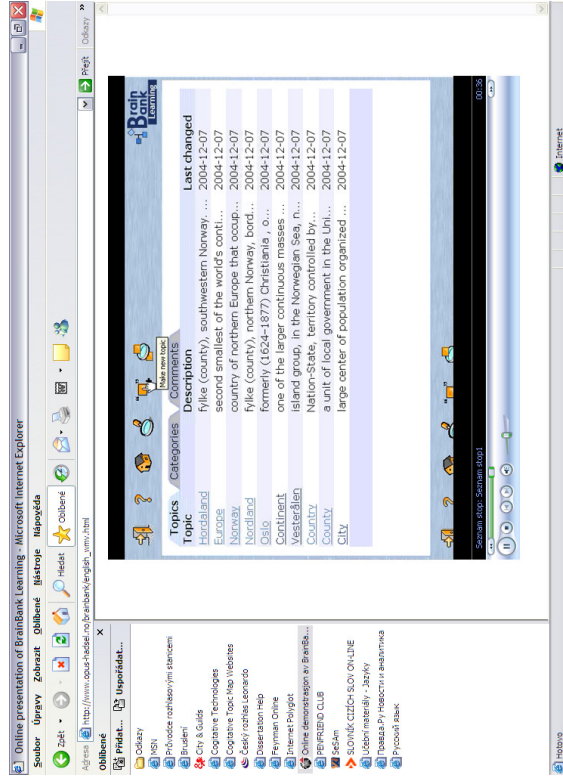 Online presentation of BrainBank Learning - Microsoft Internet Explorer
Soubor Úpravy Zobrazit Oblíbené Nástroje Nápověda
Zpět Hledat Oblíbené
Adresa http://www.opus-hadsel.no/brainbank/english_wmv.html Přejít Odkazy »
Oblíbené x
Přidat... Uspořádat...
Odkazy
MSN
Průvodce rozhlasovými stanicemi
Bruslení
City & Guilds
Cogitative Technologies
Cogitative Topic Map Websites
Český rozhlas Leonardo
Dissertation Help
Feynman Online
Internet Polyglot
Online demonstrasjon av BrainBa...
PENFRIEND CLUB
SeSAm
SLOVNÍK CIZÍCH SLOV ON-LINE
Učební materiály - Jazyky
Правда.Ру Новости и аналитика
Русский язык
Brain
Bank
Learning
Make new topic
Topics Categories Comments
Topic Description Last changed
Hordaland fylke (county), southwestern Norway. ... 2004-12-07
Europe second smallest of the world's conti... 2004-12-07
Norway country of northern Europe that occup... 2004-12-07
Nordland fylke (county), northern Norway, bord... 2004-12-07
Oslo formerly (1624–1877) Christiania , o... 2004-12-07
Continent one of the larger continuous masses ... 2004-12-07
Vesterålen island group, in the Norwegian Sea, n... 2004-12-07
Country Nation-State, territory controlled by... 2004-12-07
County a unit of local government in the Uni... 2004-12-07
City large center of population organized ... 2004-12-07
Seznam stop: Seznam stop1 00:36
Hotovo Internet